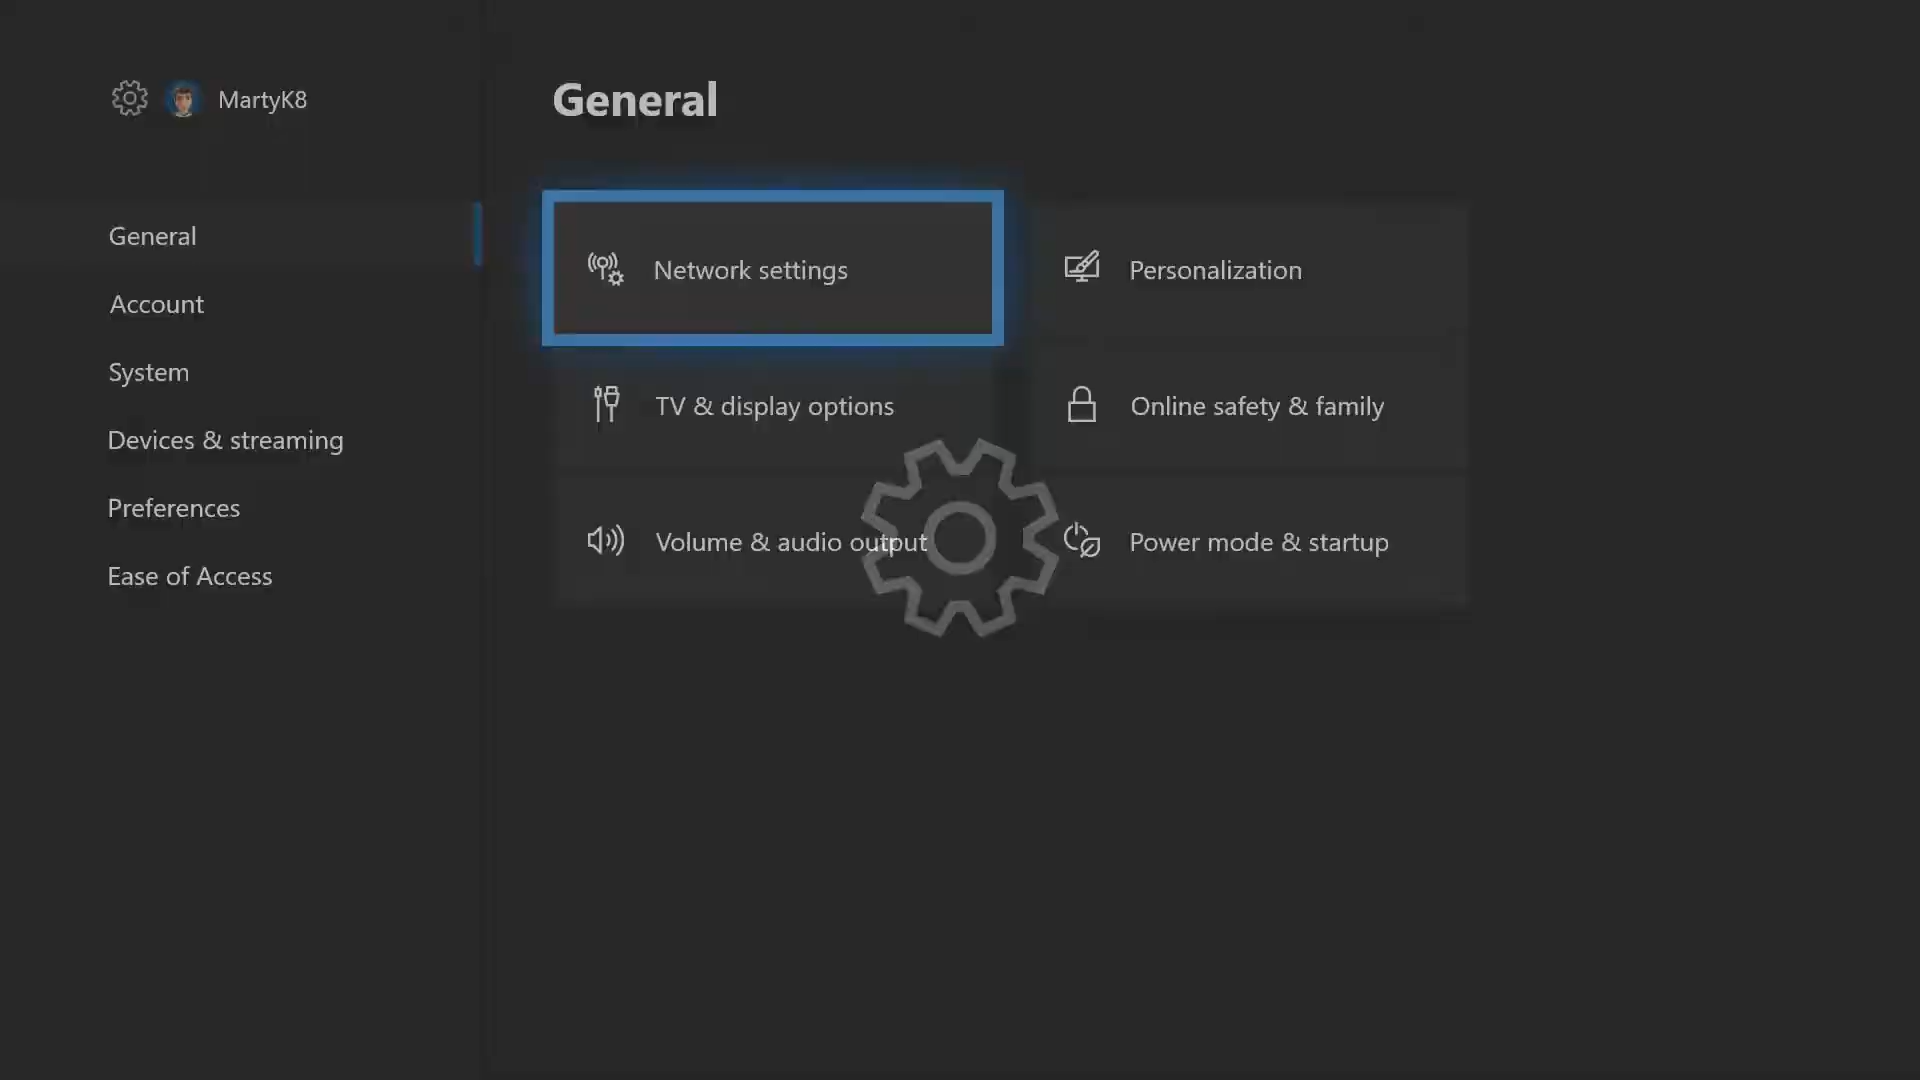 MartyK8
General
General
Account
System
Devices & streaming
Preferences
Ease of Access
Network settings
Personalization
TV & display options
Online safety & family
Volume & audio output
Power mode & startup